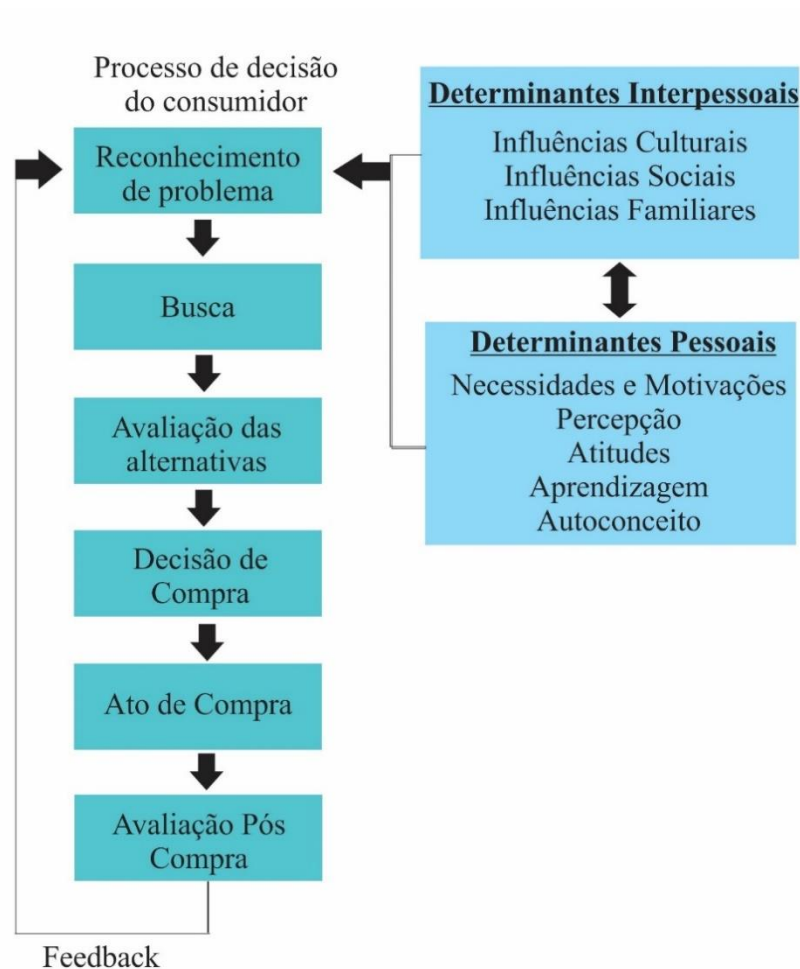 Processo de decisão
do consumidor
Reconhecimento
de problema
Busca
Avaliação das
alternativas
Decisão de
Compra
Ato de Compra
Avaliação Pós
Compra
Feedback
Determinantes Interpessoais
Influências Culturais
Influências Sociais
Influências Familiares
Determinantes Pessoais
Necessidades e Motivações
Percepção
Atitudes
Aprendizagem
Autoconceito